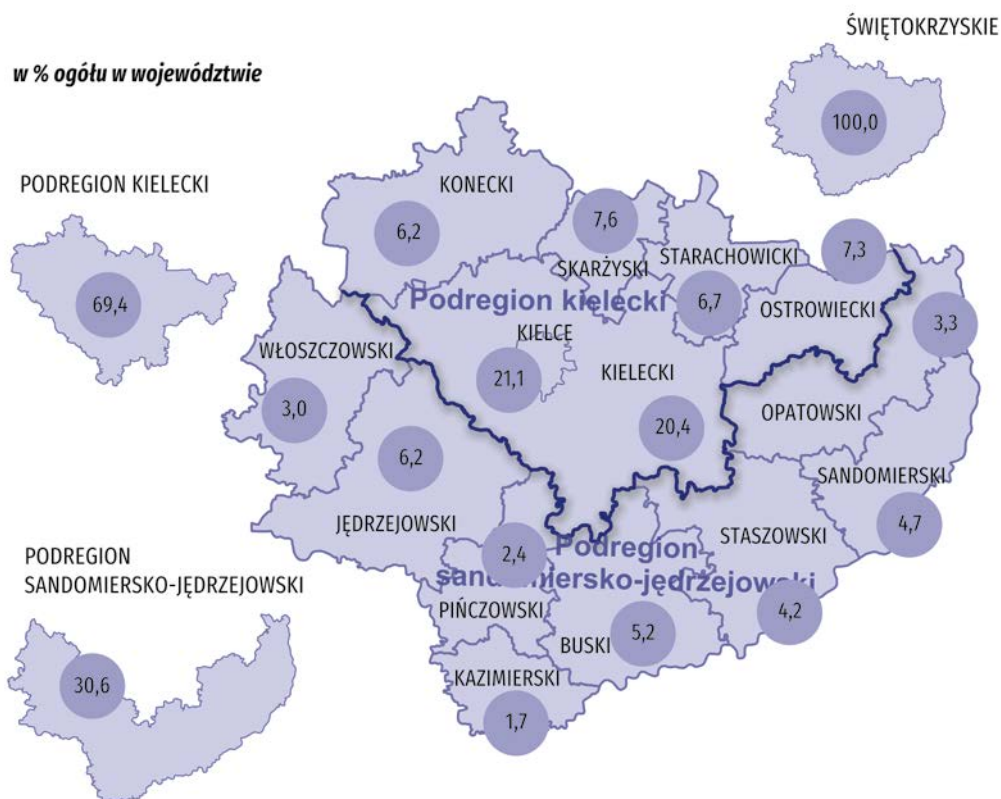 ŚWIĘTOKRZYSKIE
w % ogółu w województwie
100,0
PODREGION KIELECKI
69,4
KONECKI
6,2
7,6
SKARŻYSKI
STARACHOWICKI
6,7
7,3
OSTROWIECKI
3,3
Podregion kielecki
KIELCE
21,1
KIELECKI
20,4
WŁOSZCZOWSKI
3,0
OPATOWSKI
6,2
JĘDRZEJOWSKI
SANDOMIERSKI
4,7
STASZOWSKI
4,2
2,4
Podregion
sandomiersko-jędrzejowski
PIŃCZOWSKI
BUSKI
5,2
KAZIMIERSKI
1,7
PODREGION
SANDOMIERSKO-JĘDRZEJOWSKI
30,6